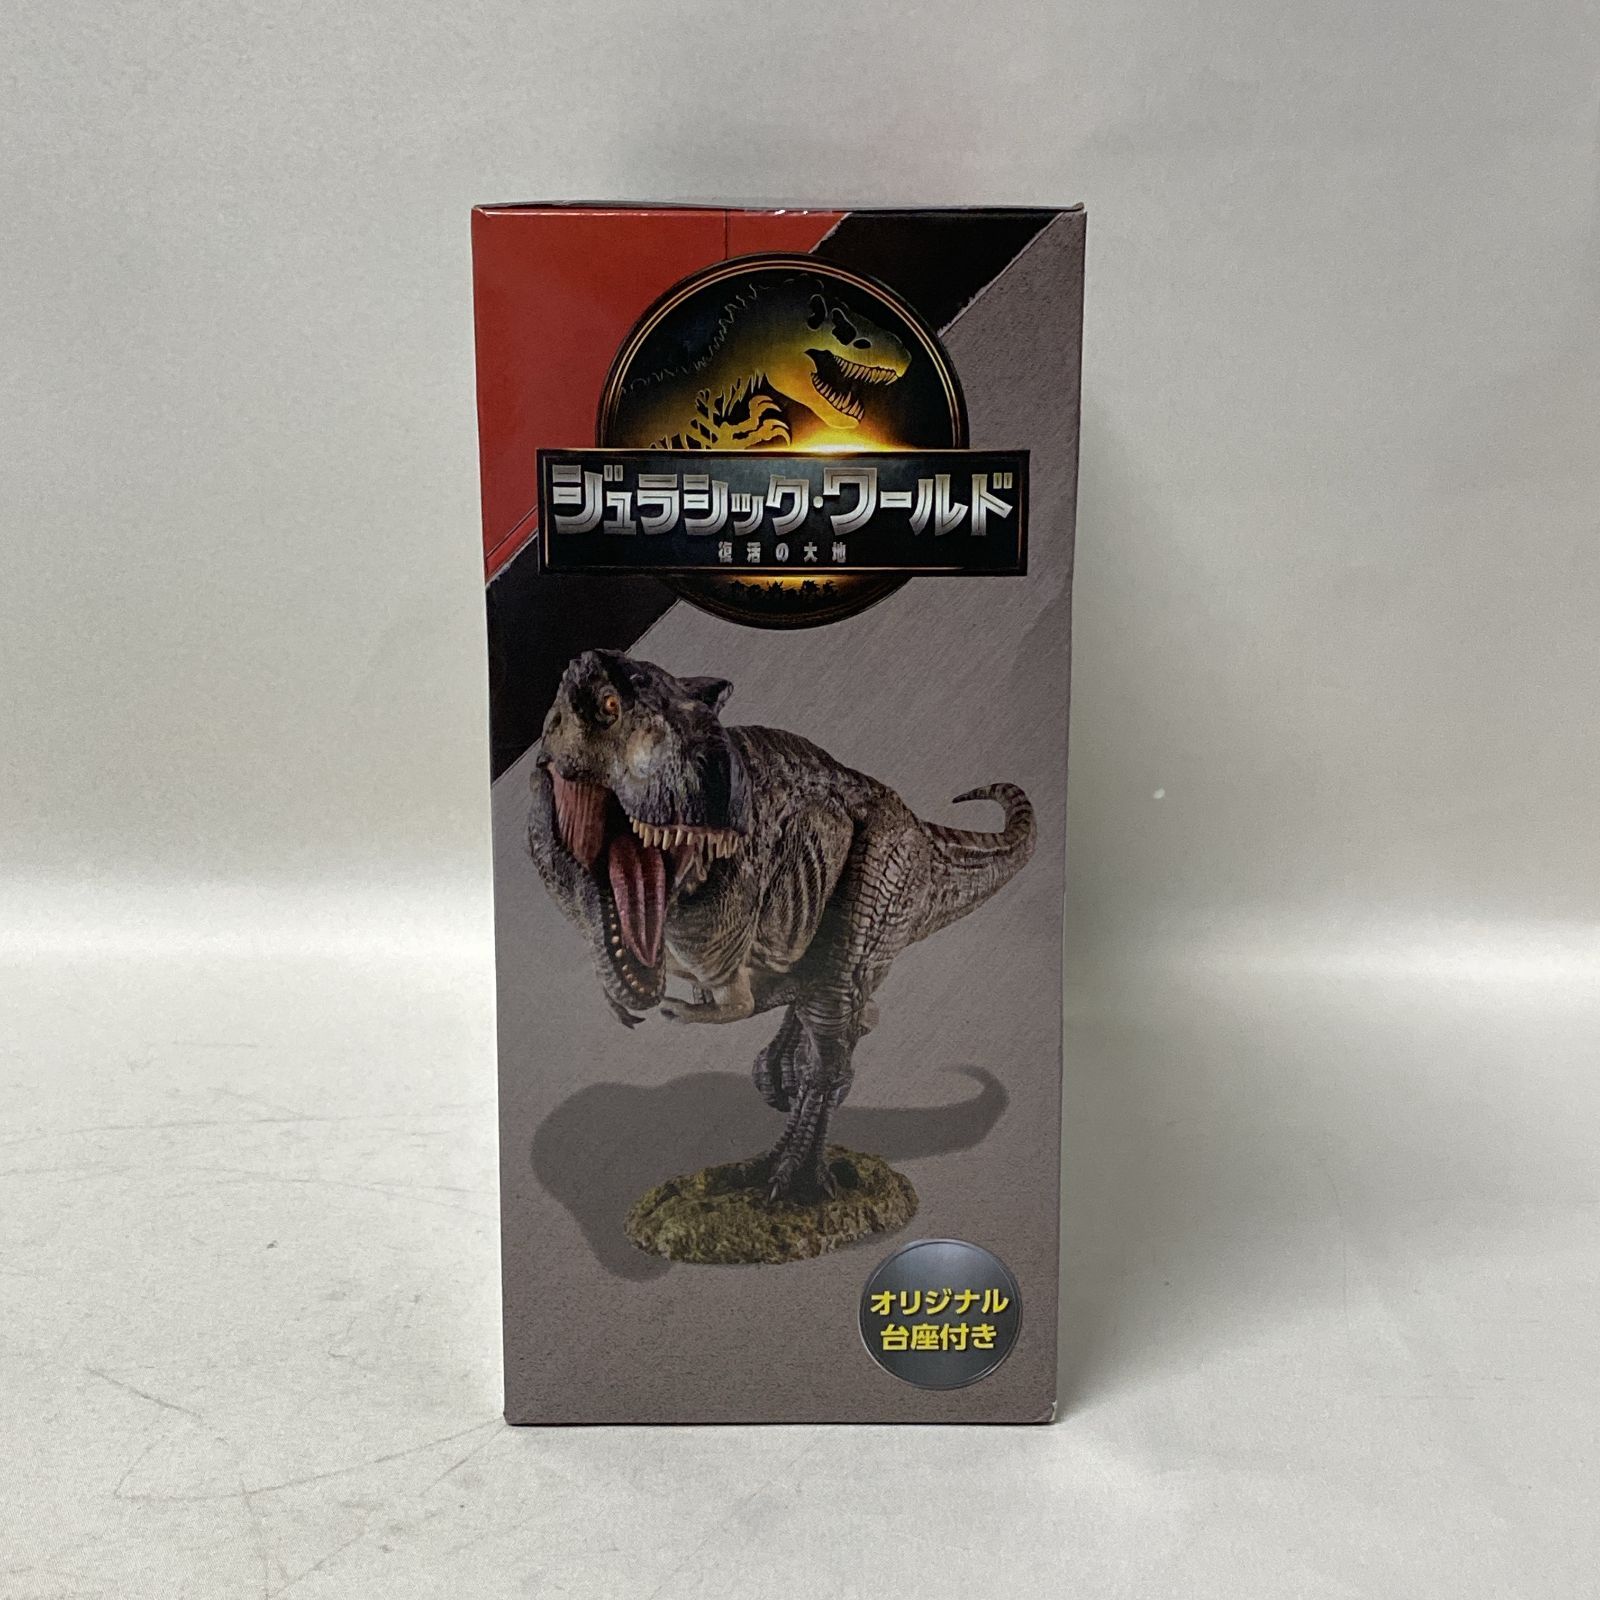 ジュラシック・ワールド
復活の大地
オリジナル
台座付き